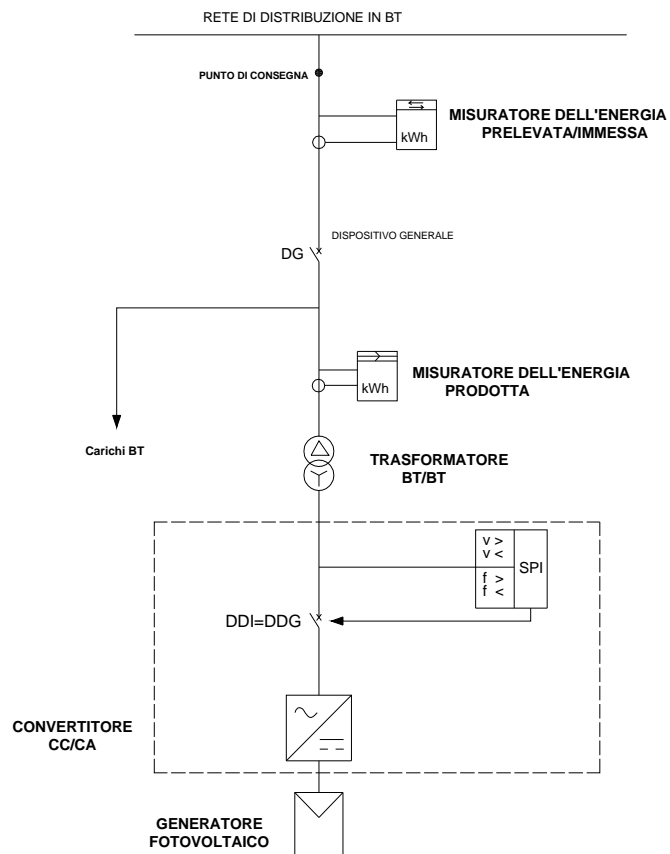 RETE DI DISTRIBUZIONE IN BT
PUNTO DI CONSEGNA
MISURATORE DELL'ENERGIA
PRELEVATA/IMMESSA
kWh
DISPOSITIVO GENERALE
DG
MISURATORE DELL'ENERGIA
PRODOTTA
kWh
Carichi BT
TRASFORMATORE
BT/BT
v >
v <
f >
f <
SPI
DDI=DDG
CONVERTITORE
CC/CA
GENERATORE
FOTOVOLTAICO